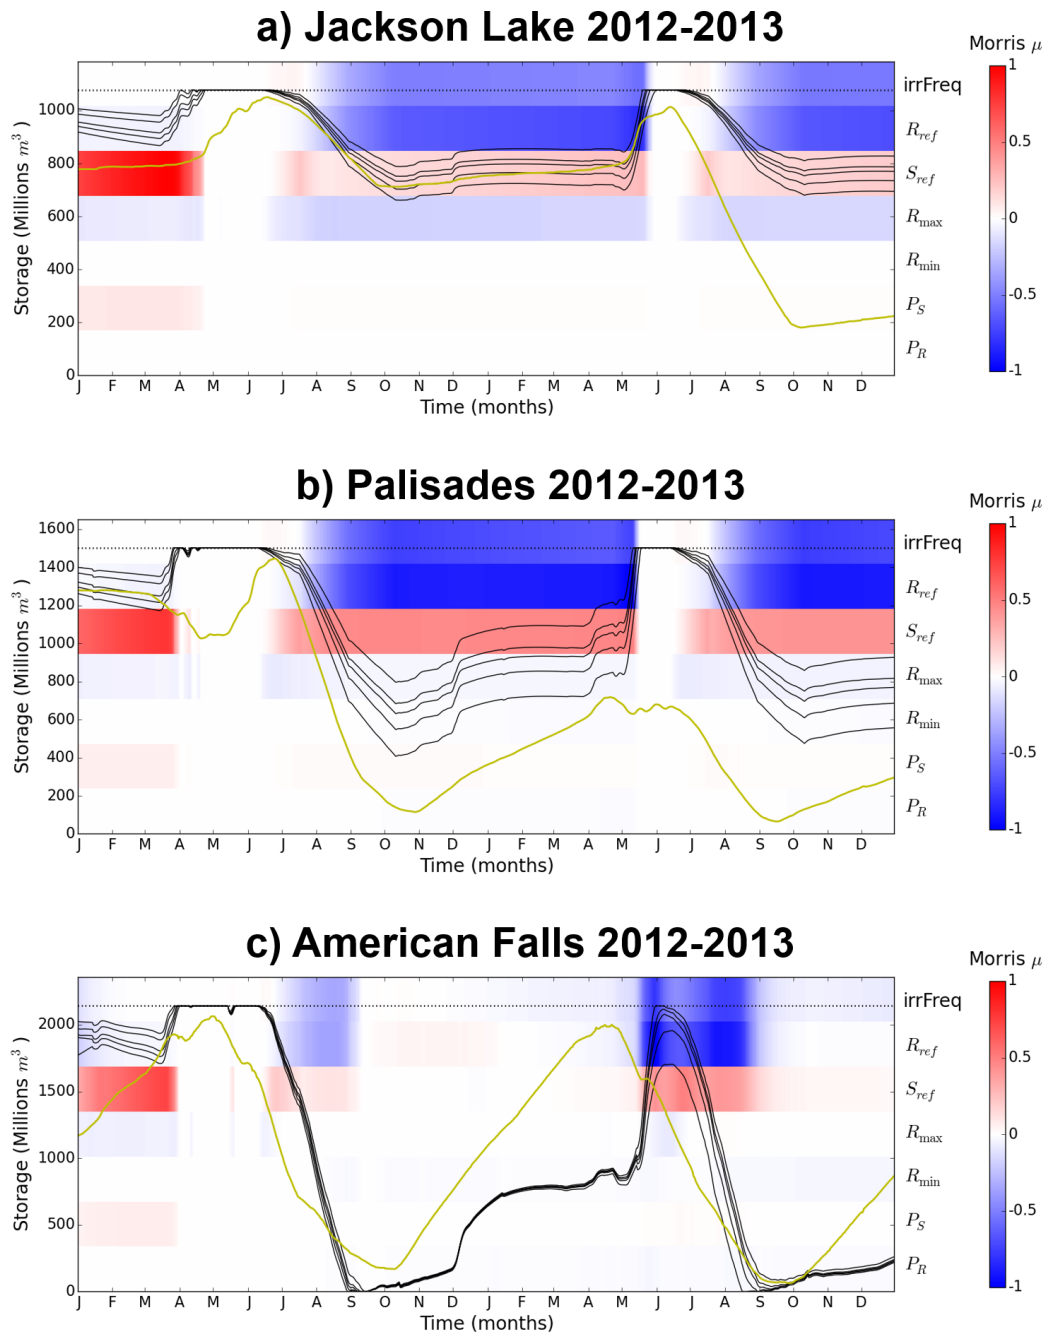 a) Jackson Lake 2012-2013
Morris μ
Storage (Millions m³ )
1000
800
600
400
200
0
J F M A M J J A S O N D J F M A M J J A S O N D
Time (months)
irrFreq
R_ref
S_ref
R_max
R_min
P_S
P_R
1
0.5
0
-0.5
-1
b) Palisades 2012-2013
Morris μ
Storage (Millions m³ )
1600
1400
1200
1000
800
600
400
200
0
J F M A M J J A S O N D J F M A M J J A S O N D
Time (months)
irrFreq
R_ref
S_ref
R_max
R_min
P_S
P_R
1
0.5
0
-0.5
-1
c) American Falls 2012-2013
Morris μ
Storage (Millions m³ )
2000
1500
1000
500
0
J F M A M J J A S O N D J F M A M J J A S O N D
Time (months)
irrFreq
R_ref
S_ref
R_max
R_min
P_S
P_R
1
0.5
0
-0.5
-1